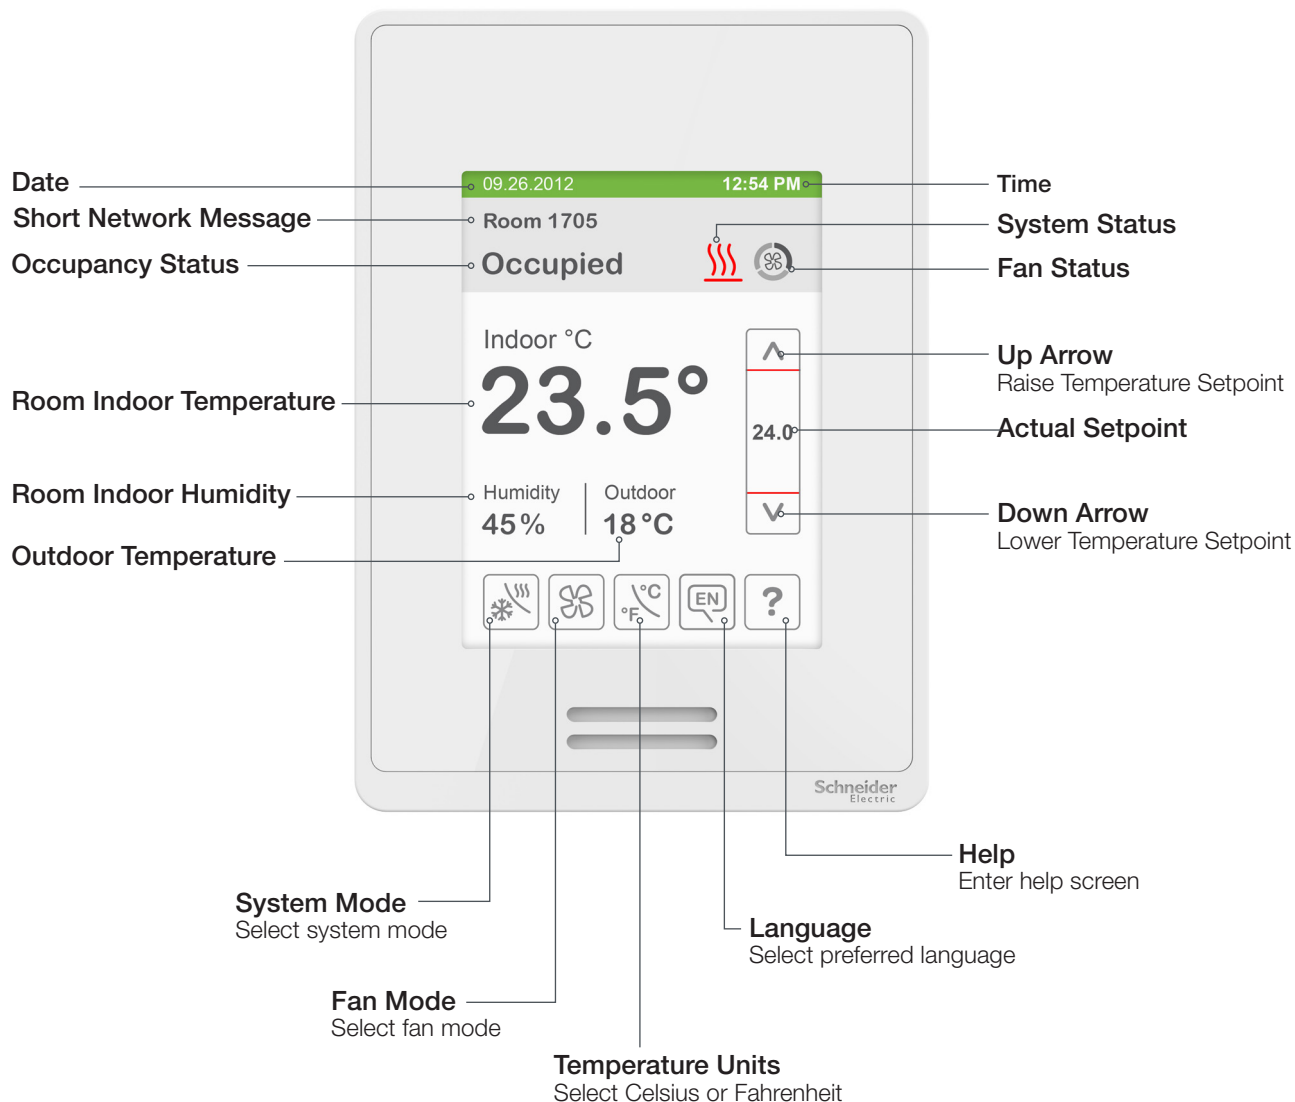 Date
09.26.2012
12:54 PM
Time
Short Network Message
Room 1705
System Status
Occupancy Status
Occupied
Fan Status
Indoor °C
Up Arrow
Raise Temperature Setpoint
Room Indoor Temperature
23.5°
24.0
Actual Setpoint
Room Indoor Humidity
Humidity
Outdoor
45%
18°C
Down Arrow
Lower Temperature Setpoint
Outdoor Temperature
°C
°F
EN
?
Schneider
Electric
Help
Enter help screen
System Mode
Select system mode
Language
Select preferred language
Fan Mode
Select fan mode
Temperature Units
Select Celsius or Fahrenheit